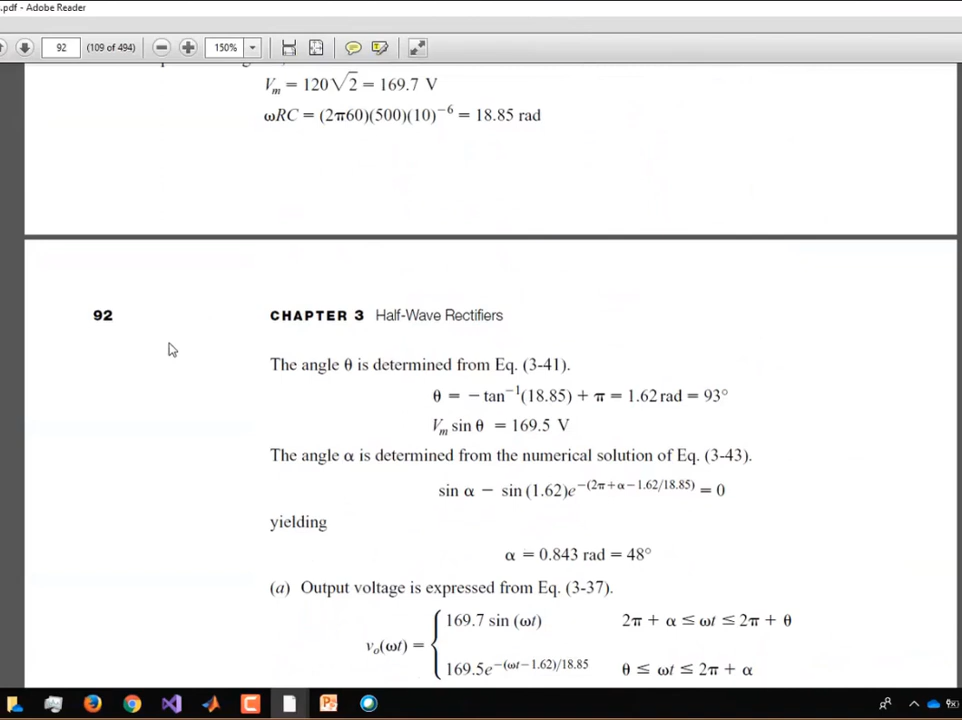 .pdf - Adobe Reader
92 (109 of 494) 150%
Vm = 120√2 = 169.7 V
ωRC = (2π60)(500)(10)⁻⁶ = 18.85 rad
92 CHAPTER 3 Half-Wave Rectifiers
The angle θ is determined from Eq. (3-41).
θ = − tan⁻¹(18.85) + π = 1.62 rad = 93°
Vm sin θ = 169.5 V
The angle α is determined from the numerical solution of Eq. (3-43).
sin α − sin (1.62)e^−(2π+α−1.62/18.85) = 0
yielding
α = 0.843 rad = 48°
(a) Output voltage is expressed from Eq. (3-37).
169.7 sin (ωt) 2π + α ≤ ωt ≤ 2π + θ
vo(ωt) = {
169.5e^−(ωt−1.62)/18.85 θ ≤ ωt ≤ 2π + α